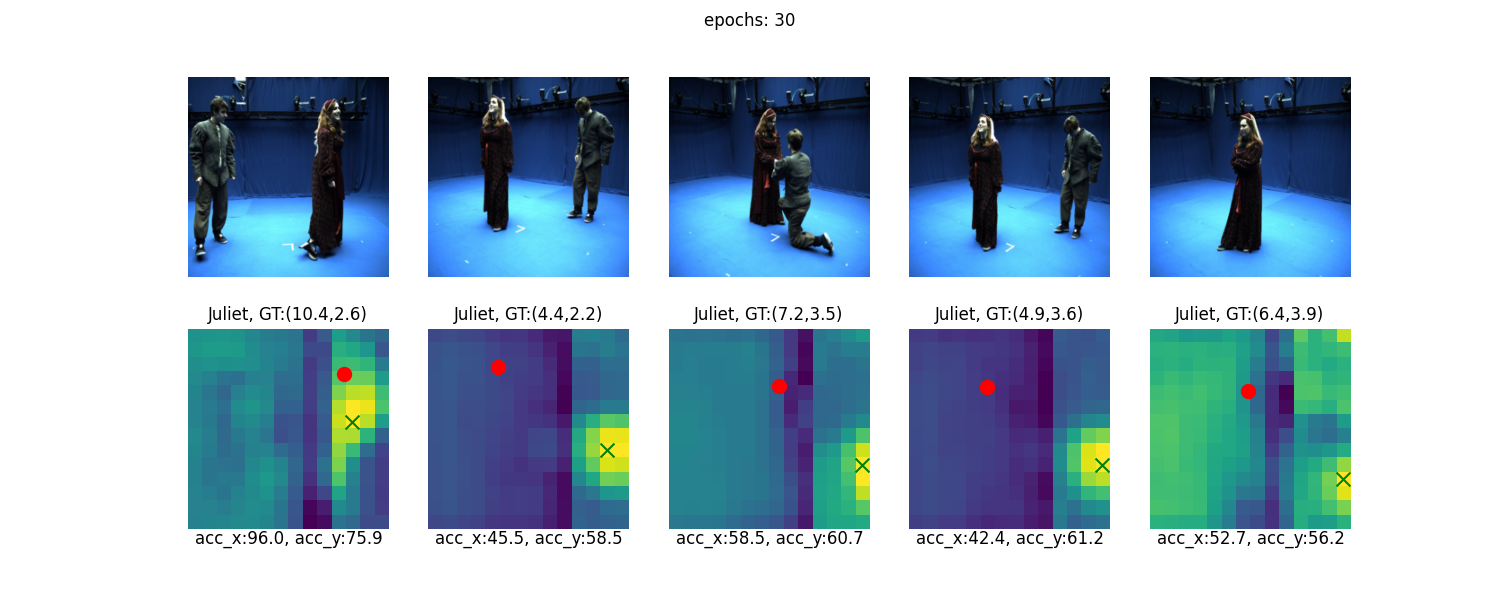 epochs: 30
Juliet, GT:(10.4,2.6)
Juliet, GT:(4.4,2.2)
Juliet, GT:(7.2,3.5)
Juliet, GT:(4.9,3.6)
Juliet, GT:(6.4,3.9)
acc_x:96.0, acc_y:75.9
acc_x:45.5, acc_y:58.5
acc_x:58.5, acc_y:60.7
acc_x:42.4, acc_y:61.2
acc_x:52.7, acc_y:56.2